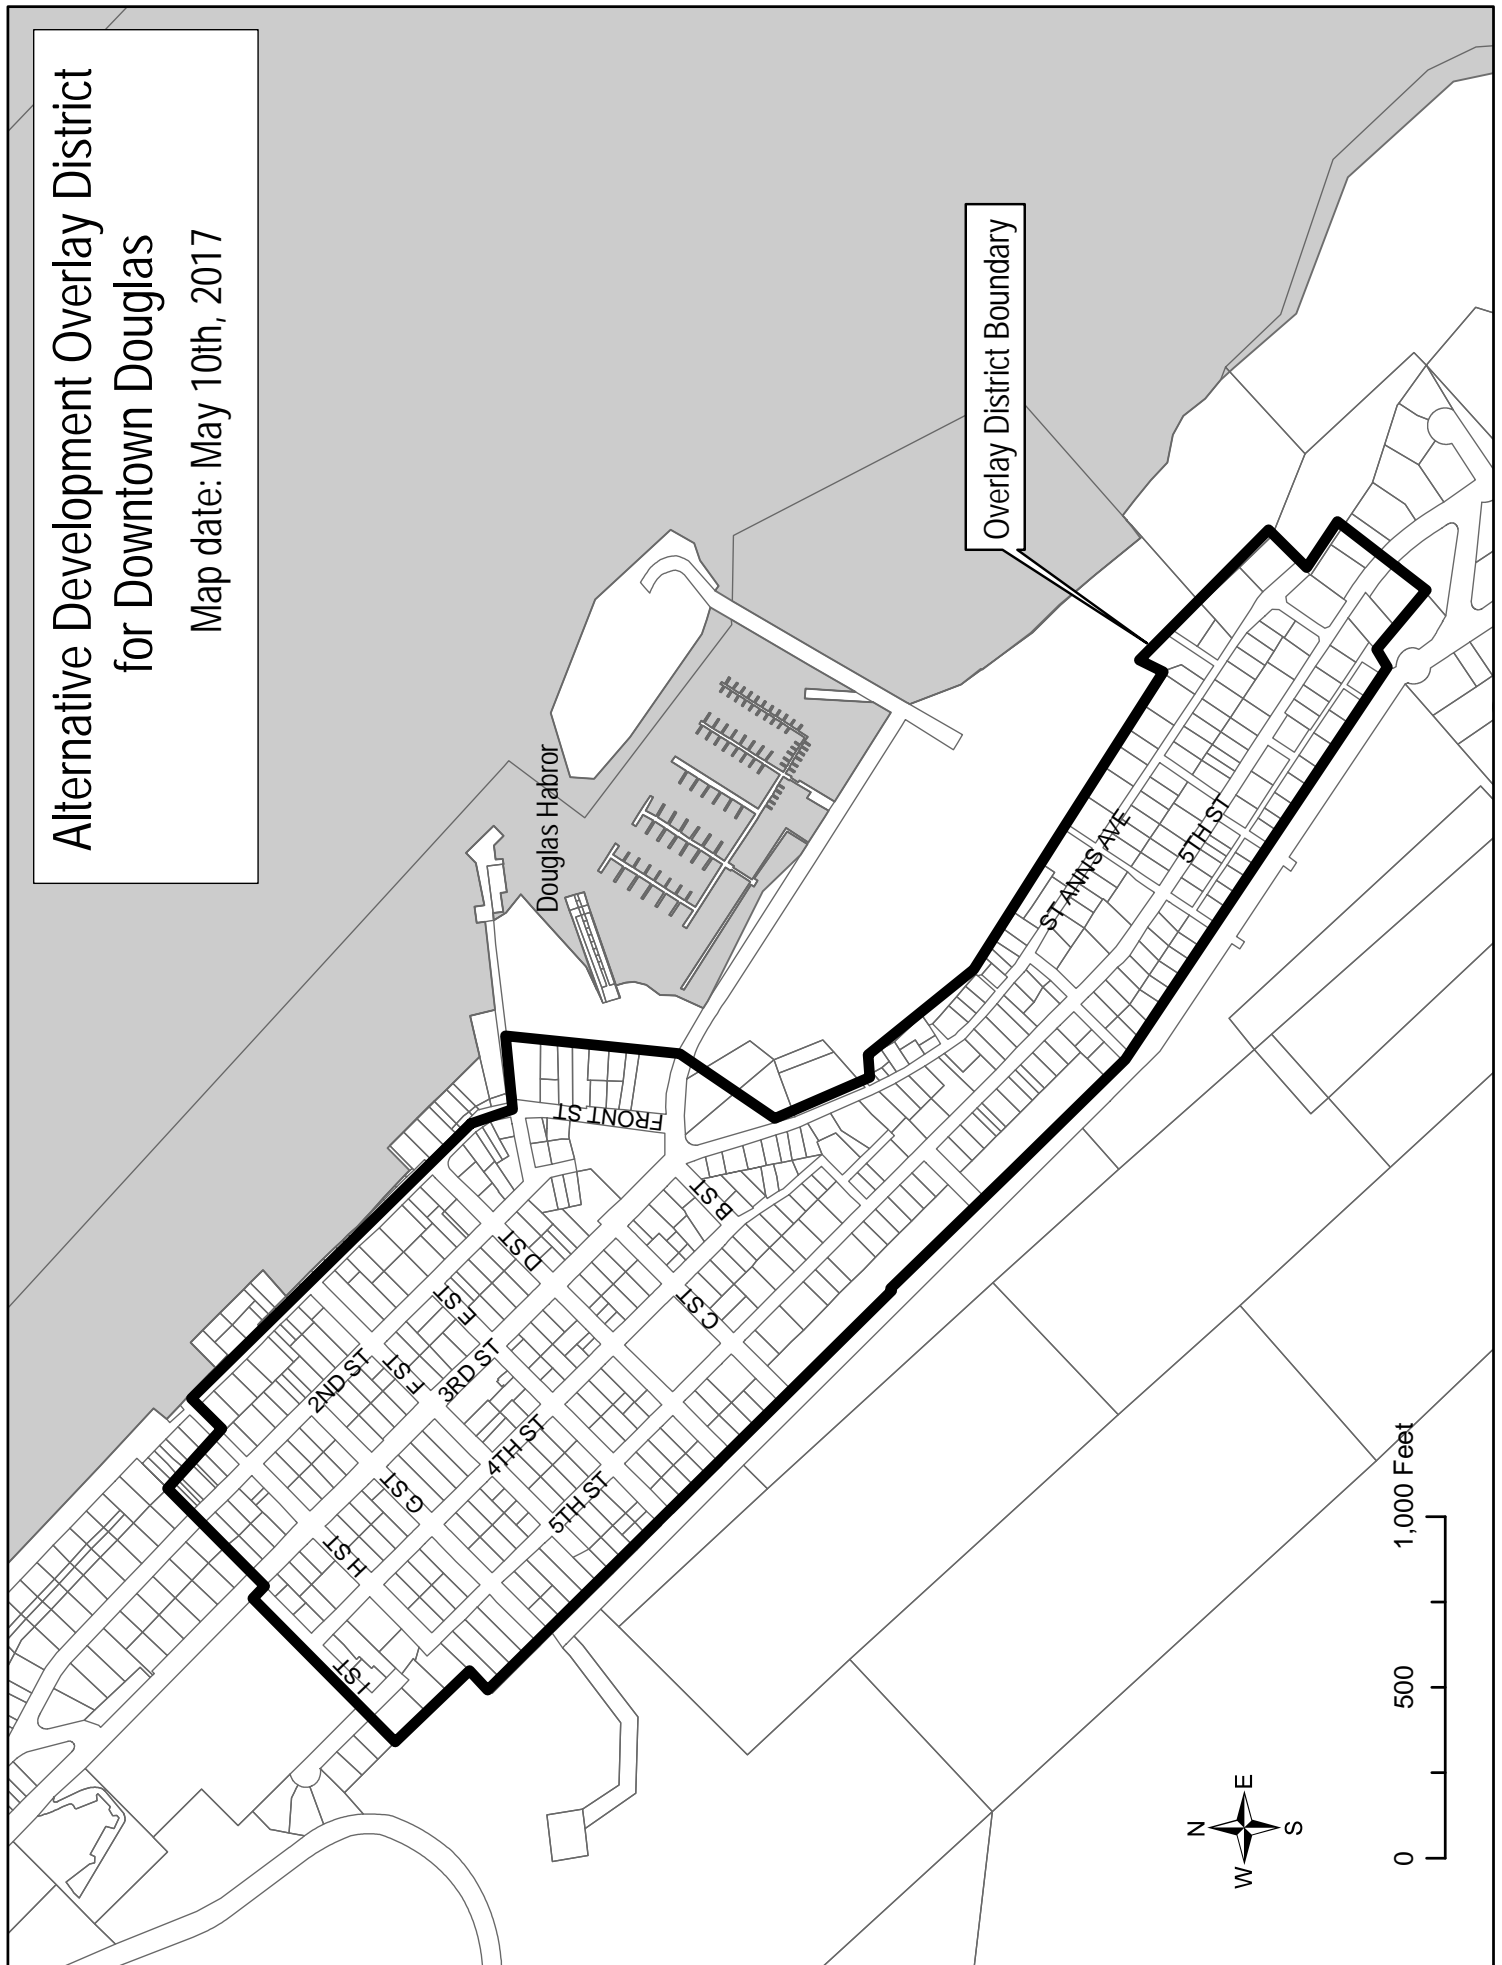 Alternative Development Overlay District
for Downtown Douglas
Map date: May 10th, 2017
Douglas Habror
Overlay District Boundary
FRONT ST
ST ANNS AVE
5TH ST
B ST
C ST
D ST
E ST
F ST
2ND ST
3RD ST
4TH ST
5TH ST
G ST
H ST
I ST
N
W
E
S
0
500
1,000 Feet